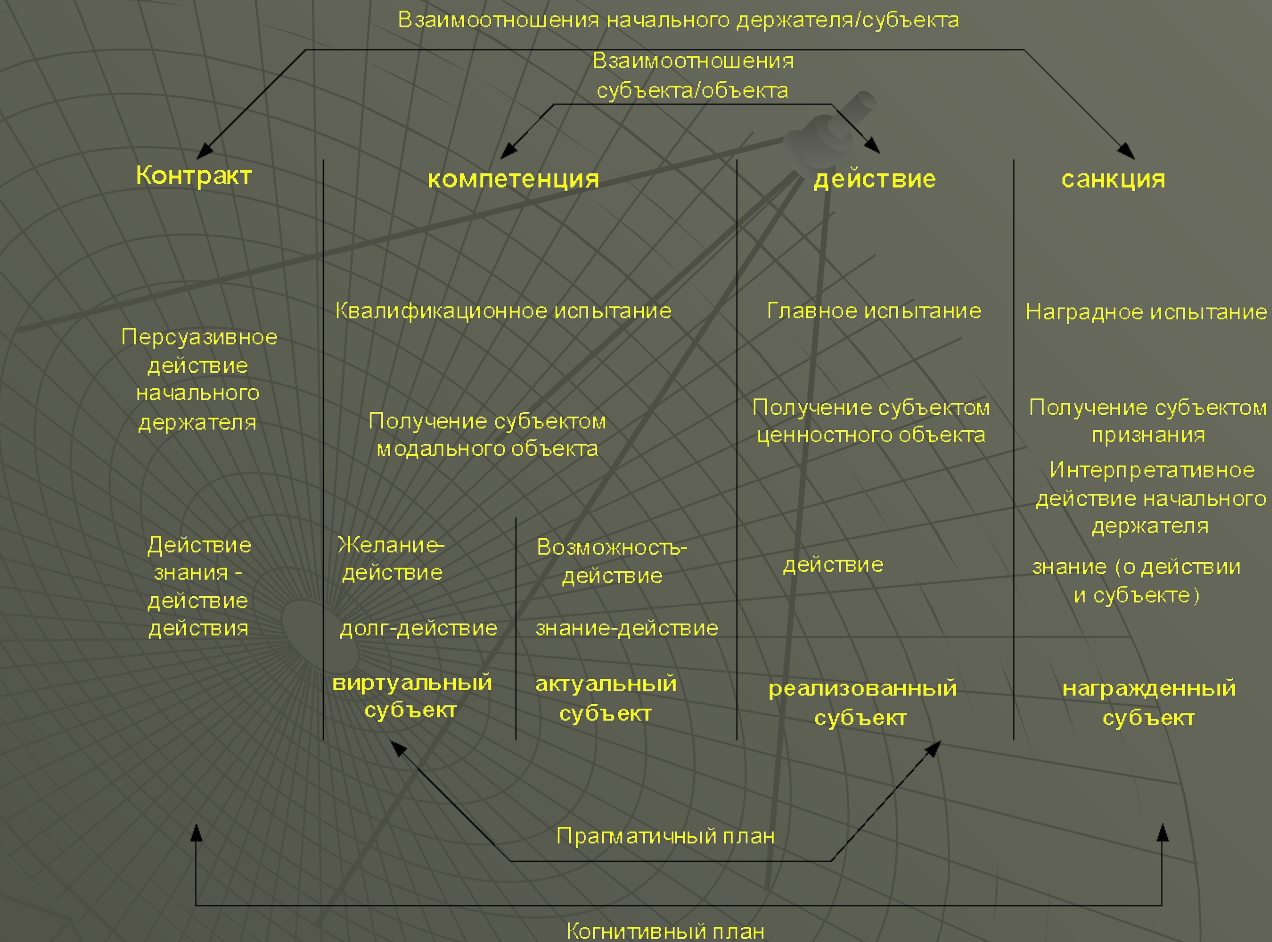 Взаимоотношения начального держателя/субъекта
Взаимоотношения
субъекта/объекта
Контракт
компетенция
действие
санкция
Персуазивное
действие
начального
держателя
Действие
знания -
действие
действия
Квалификационное испытание
Получение субъектом
модального объекта
Желание-
действие
долг-действие
виртуальный
субъект
Возможность-
действие
знание-действие
актуальный
субъект
Главное испытание
Получение субъектом
ценностного объекта
действие
реализованный
субъект
Наградное испытание
Получение субъектом
признания
Интерпретативное
действие начального
держателя
знание (о действии
и субъекте)
награжденный
субъект
Прагматичный план
Когнитивный план